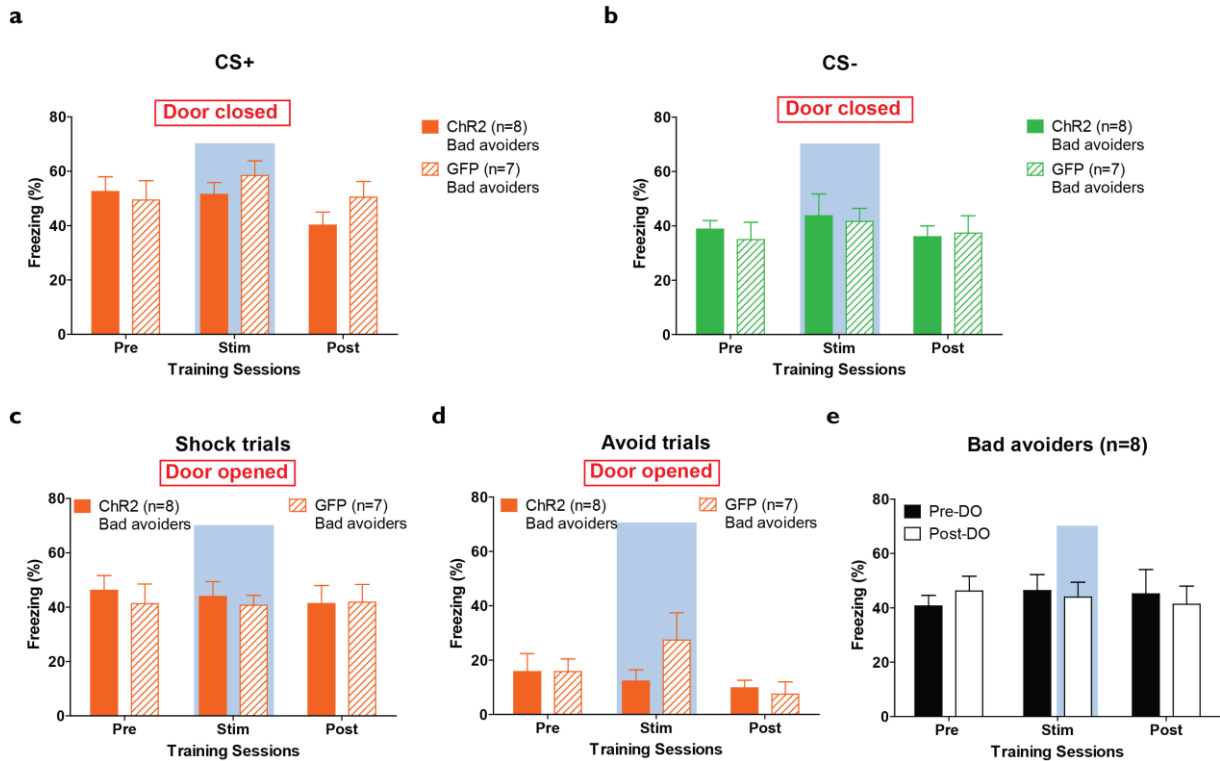 a
CS+
Door closed
ChR2 (n=8)
Bad avoiders
GFP (n=7)
Bad avoiders
Freezing (%)
80
60
40
20
0
Pre Stim Post
Training Sessions
b
CS-
Door closed
ChR2 (n=8)
Bad avoiders
GFP (n=7)
Bad avoiders
Freezing (%)
80
60
40
20
0
Pre Stim Post
Training Sessions
c
Shock trials
Door opened
ChR2 (n=8)
Bad avoiders
GFP (n=7)
Bad avoiders
Freezing (%)
80
60
40
20
0
Pre Stim Post
Training Sessions
d
Avoid trials
Door opened
ChR2 (n=8)
Bad avoiders
GFP (n=7)
Bad avoiders
Freezing (%)
80
60
40
20
0
Pre Stim Post
Training Sessions
e
Bad avoiders (n=8)
Pre-DO
Post-DO
Freezing (%)
80
60
40
20
0
Pre Stim Post
Training Sessions